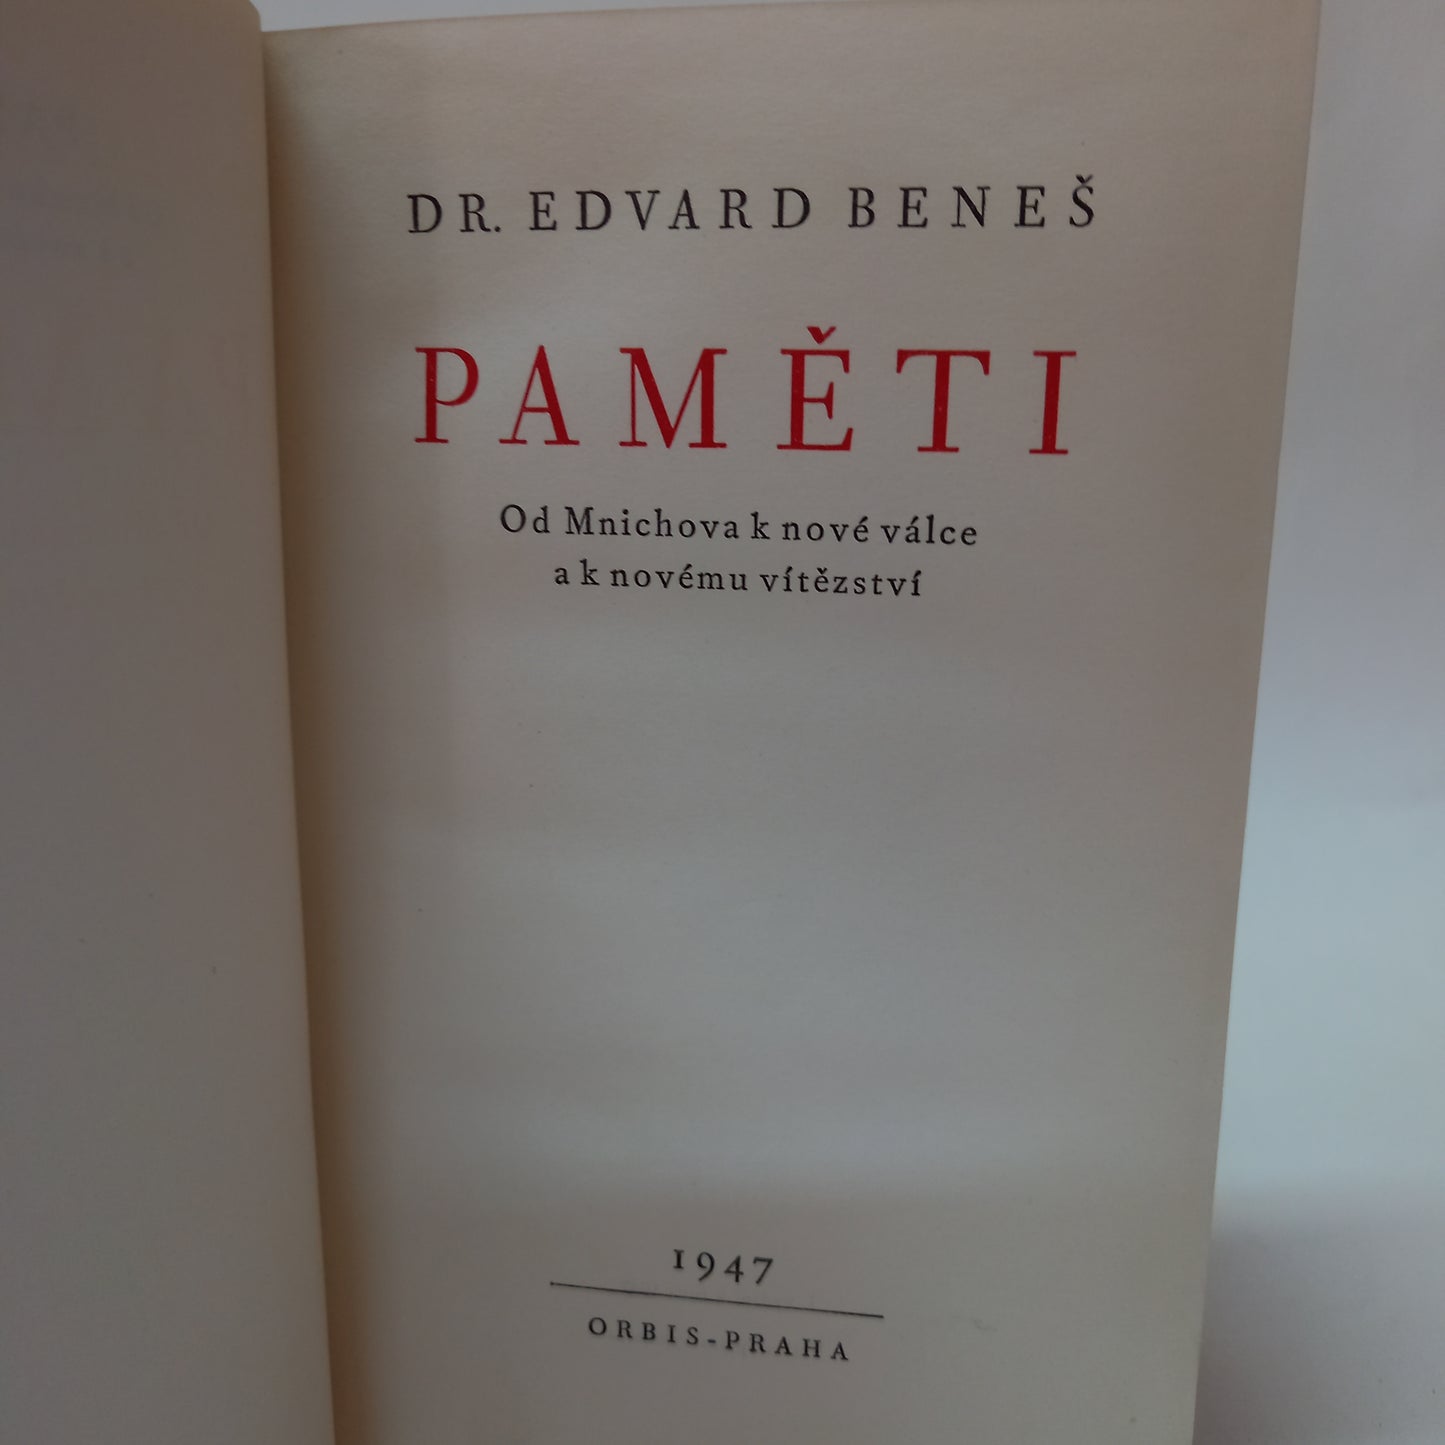 DR. EDVARD BENEŠ
PAMĚTI
Od Mnichova k nové válce
a k novému vítězství
1947
ORBIS-PRAHA